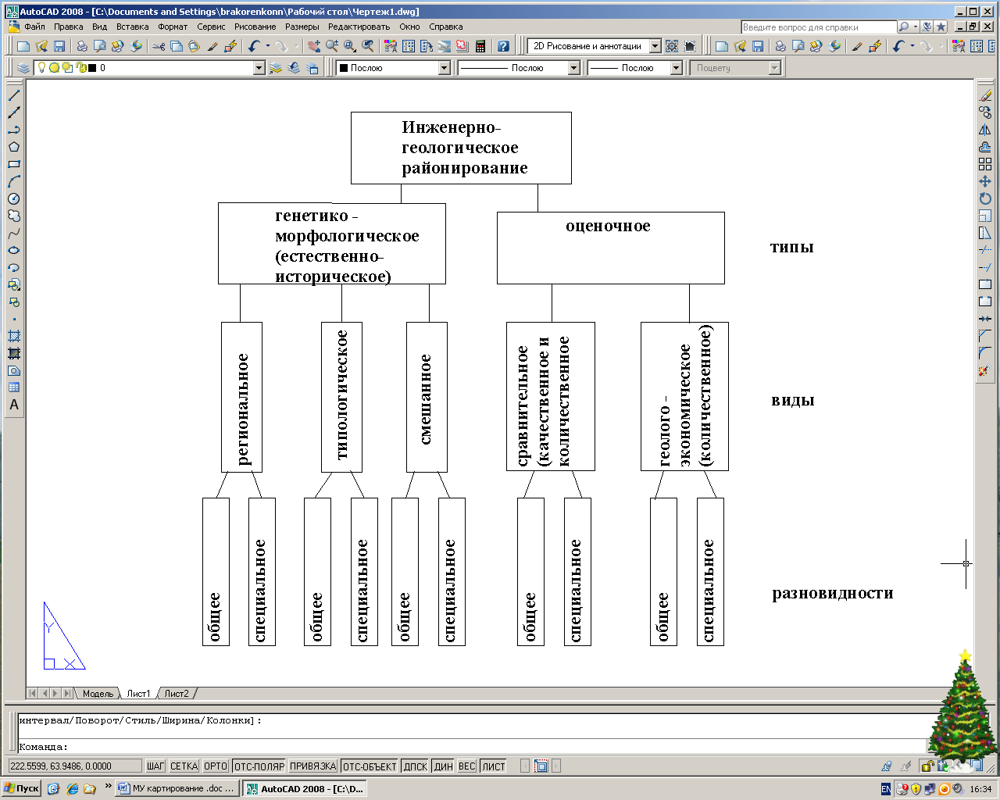 AutoCAD 2008 - [C:\Documents and Settings\brakorenkonn\Рабочий стол\Чертеж1.dwg]
Файл Правка Вид Вставка Формат Сервис Рисование Размеры Редактировать Окно Справка
Введите вопрос для справки
2D Рисование и аннотации
0
Послою
Послою
Послою
Поцвету
Инженерно-
геологическое
районирование
генетико -
морфологическое
(естественно-
историческое)
оценочное
типы
региональное
типологическое
смешанное
сравнительное
(качественное и
количественное
геолого -
экономическое
(количественное)
виды
общее
специальное
общее
специальное
общее
специальное
общее
специальное
общее
специальное
разновидности
Y
X
A
Модель Лист1 Лист2
интервал/Поворот/Стиль/Ширина/Колонки]:
Команда:
222.5599, 63.9486, 0.0000 ШАГ СЕТКА ОРТО ОТС-ПОЛЯР ПРИВЯЗКА ОТС-ОБЪЕКТ ДПСК ДИН ВЕС ЛИСТ
Пуск
МУ картирование .doc ...
AutoCAD 2008 - [C:\D...
EN
16:34